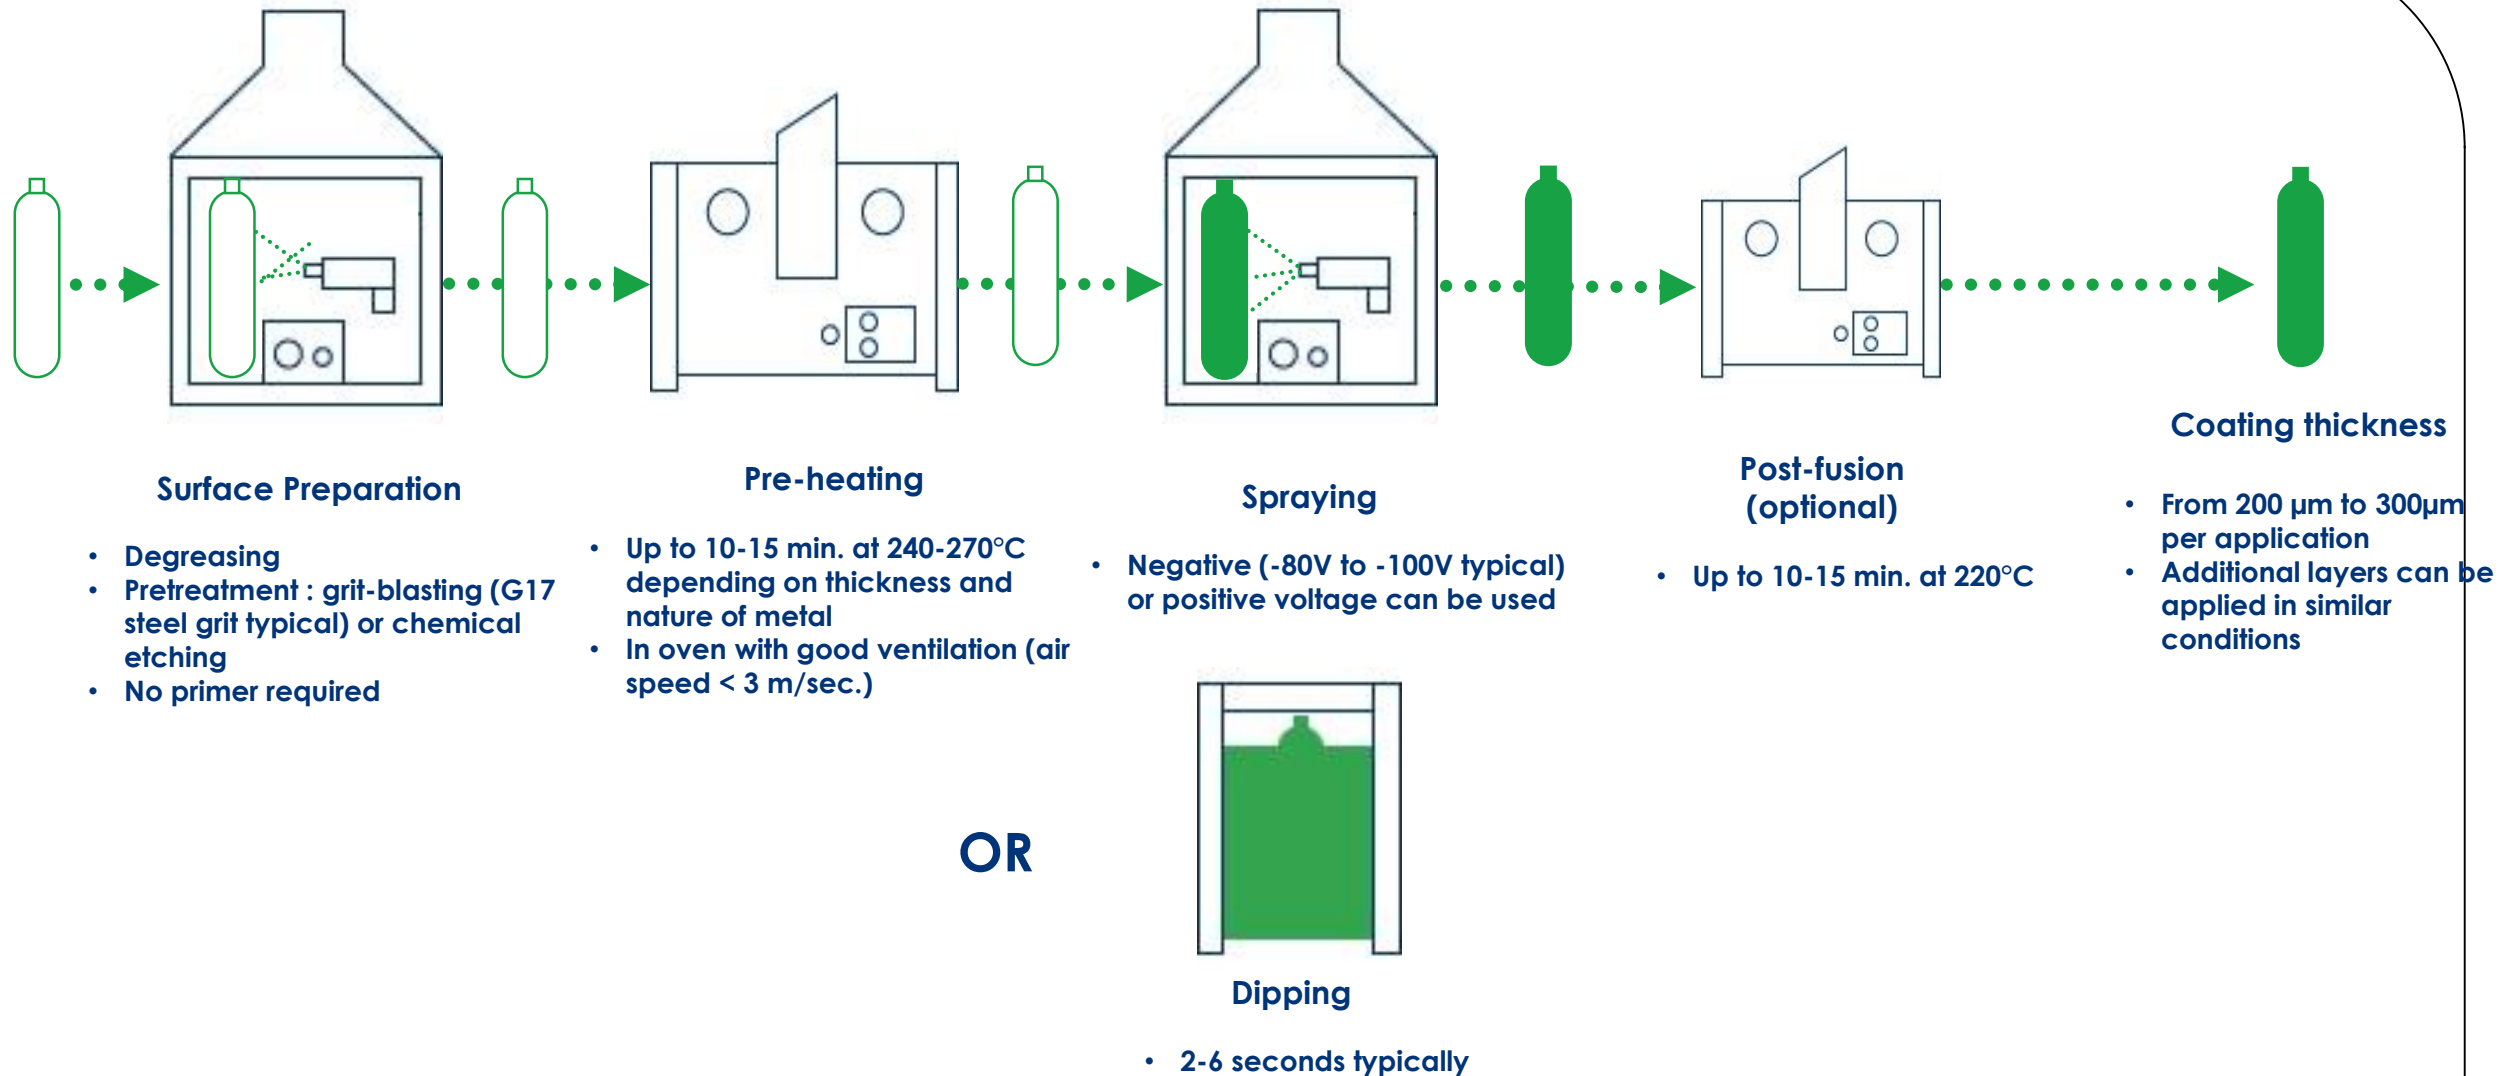 Surface Preparation
• Degreasing
• Pretreatment : grit-blasting (G17
steel grit typical) or chemical
etching
• No primer required
Pre-heating
• Up to 10-15 min. at 240-270°C
depending on thickness and
nature of metal
• In oven with good ventilation (air
speed < 3 m/sec.)
Spraying
• Negative (-80V to -100V typical)
or positive voltage can be used
OR
Dipping
• 2-6 seconds typically
Post-fusion
(optional)
• Up to 10-15 min. at 220°C
Coating thickness
• From 200 µm to 300µm
per application
• Additional layers can be
applied in similar
conditions